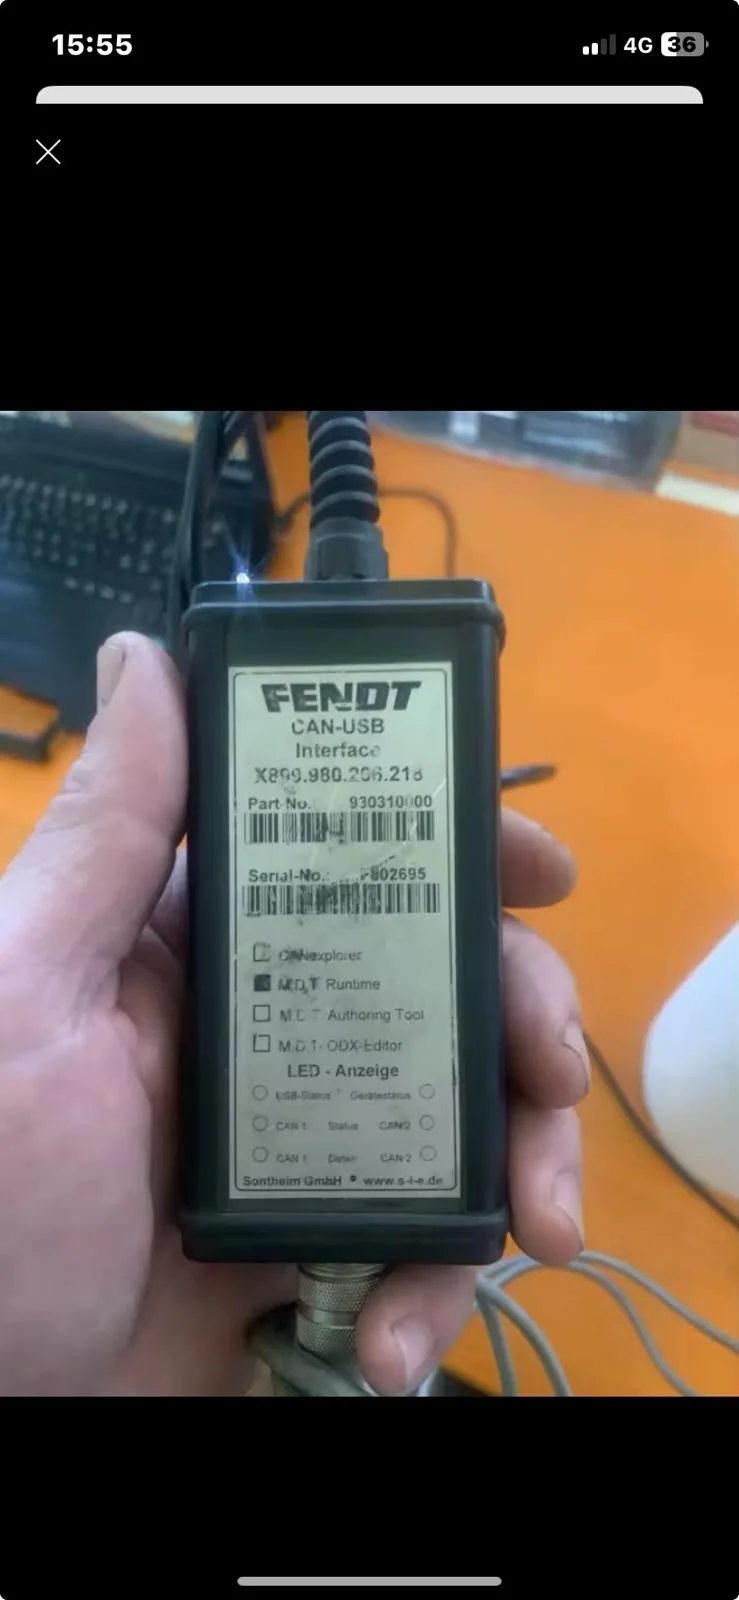 15:55
4G 36
FENDT
CAN-USB
Interface
X899.980.206.218
Part-No. 930310000
Serial-No.:
CANexplorer
M.D.T Runtime
Authoring Tool
M.D.T- ODX-Editor
LED - Anzeige
USB-Status Gerätestatus
CAN 1 Status CAN 2
CAN 1 Daten CAN 2
Sontheim GmbH • www.s-i-e.de